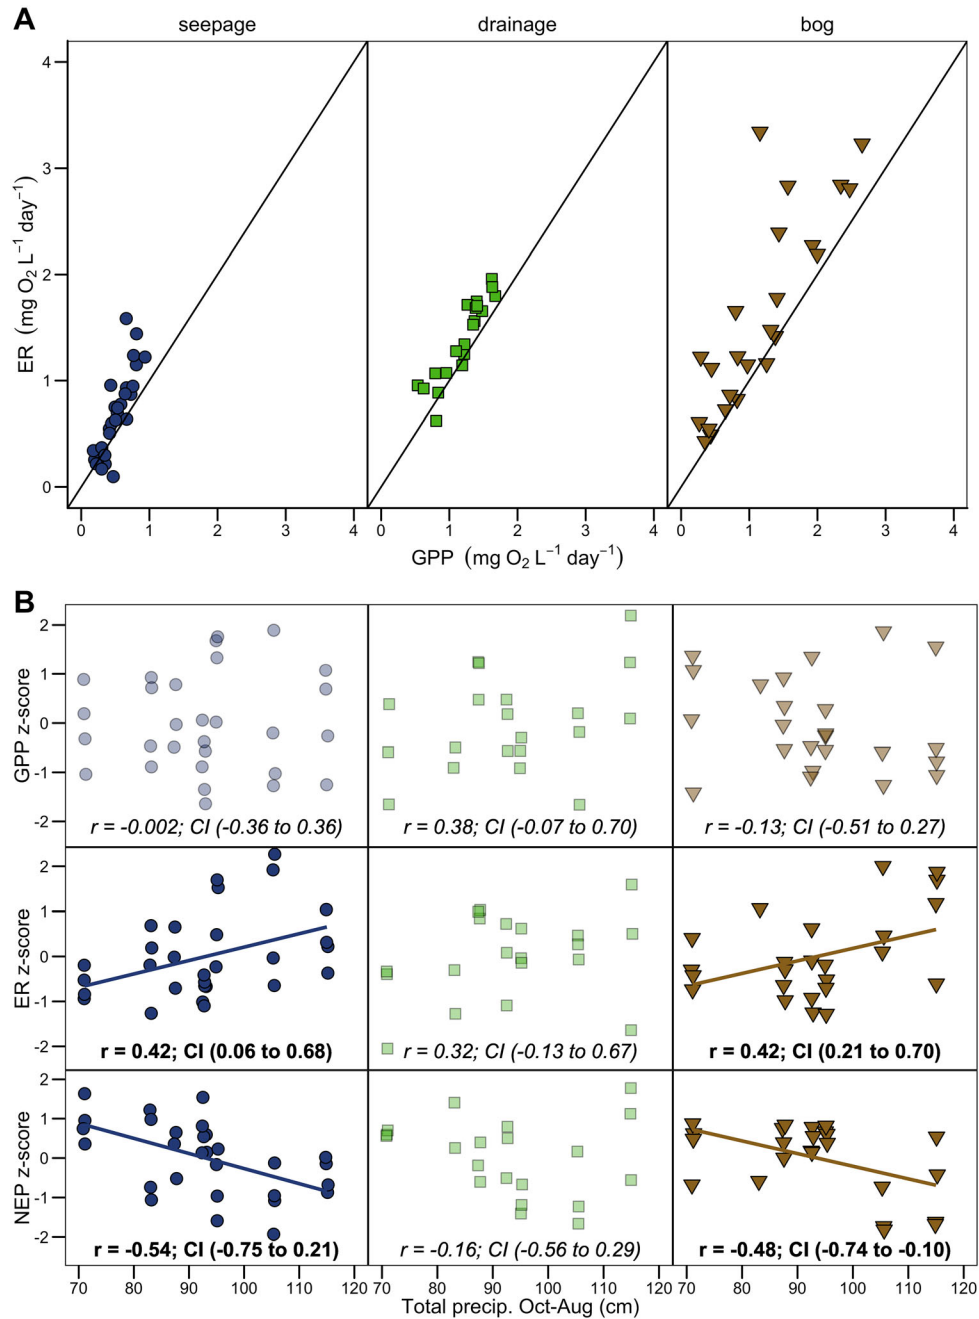 A
seepage drainage bog
4
3
2
1
0
ER (mg O₂ L⁻¹ day⁻¹)
0 1 2 3 4 0 1 2 3 4 0 1 2 3 4
GPP (mg O₂ L⁻¹ day⁻¹)
B
2
1
0
-1
-2
GPP z-score
r = -0.002; CI (-0.36 to 0.36) r = 0.38; CI (-0.07 to 0.70) r = -0.13; CI (-0.51 to 0.27)
2
1
0
-1
-2
ER z-score
r = 0.42; CI (0.06 to 0.68) r = 0.32; CI (-0.13 to 0.67) r = 0.42; CI (0.21 to 0.70)
2
1
0
-1
-2
NEP z-score
r = -0.54; CI (-0.75 to 0.21) r = -0.16; CI (-0.56 to 0.29) r = -0.48; CI (-0.74 to -0.10)
70 80 90 100 110 120 70 80 90 100 110 120 70 80 90 100 110 120
Total precip. Oct-Aug (cm)